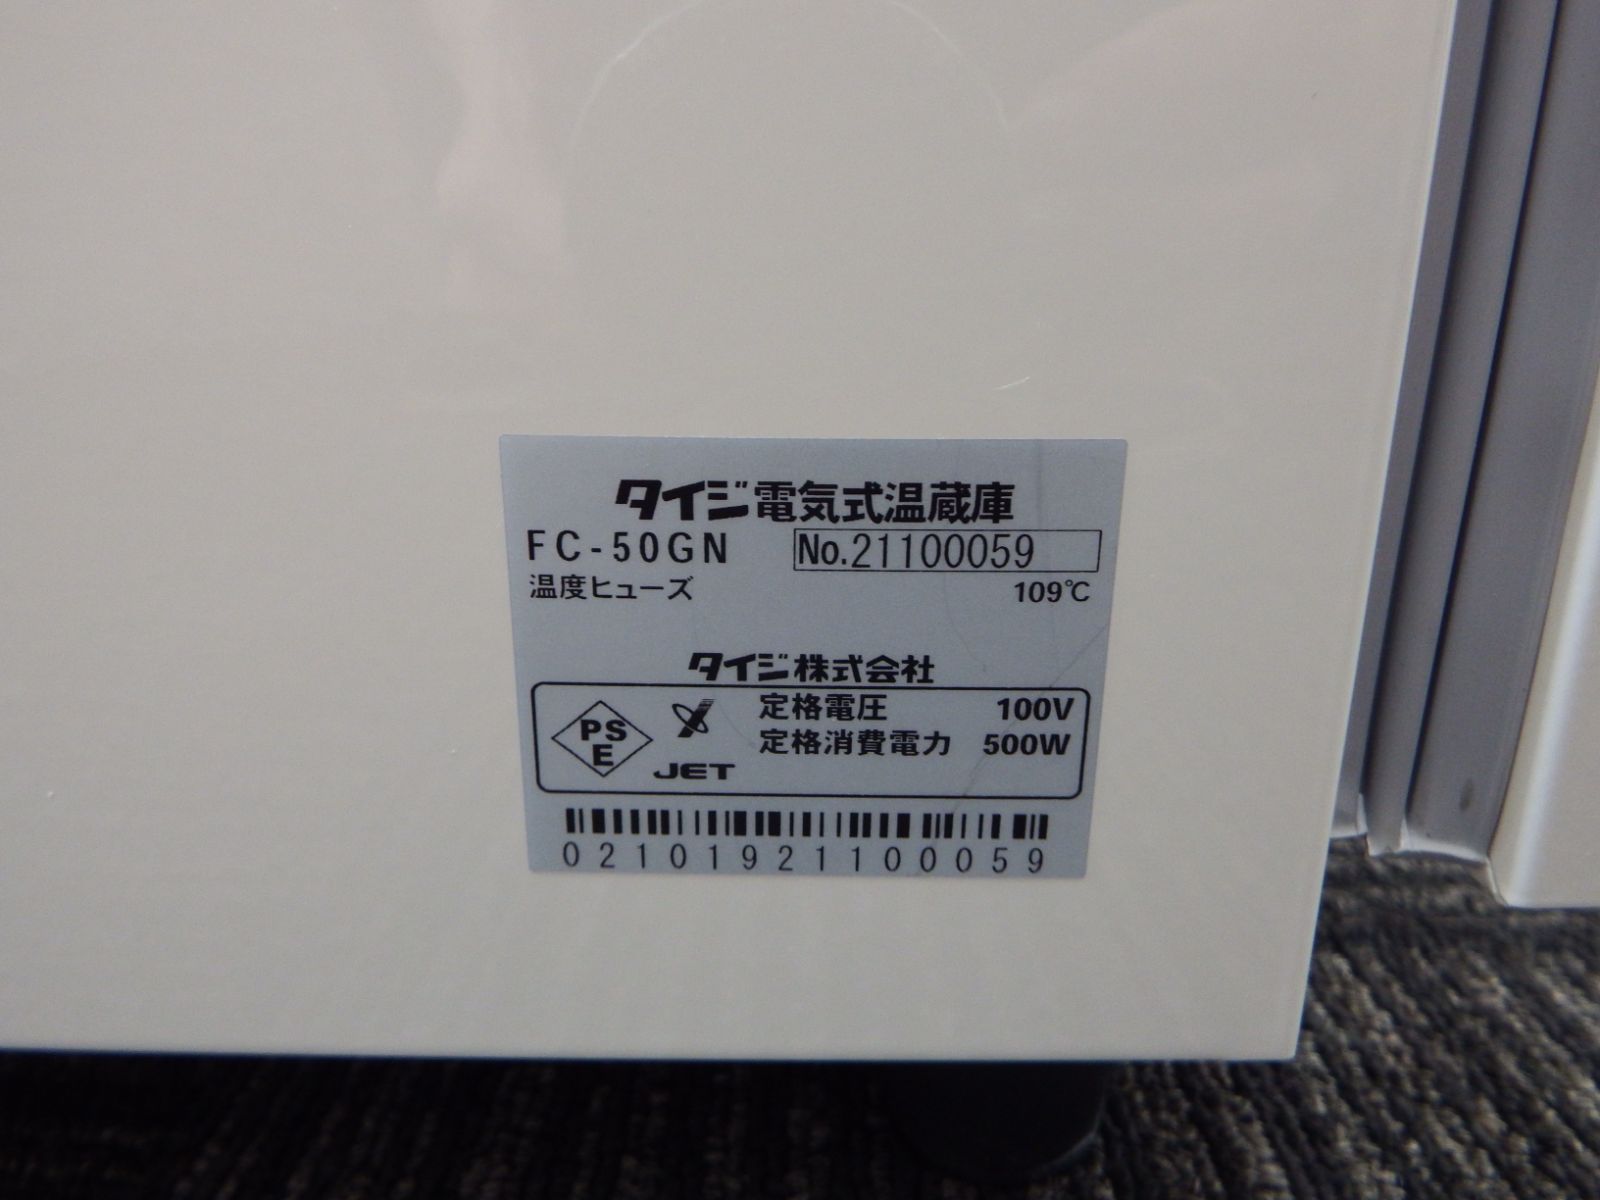 タイジ電気式温蔵庫
FC-50GN No.21100059
温度ヒューズ 109℃
タイジ株式会社
PS
E
JET
定格電圧 100V
定格消費電力 500W
02101921100059